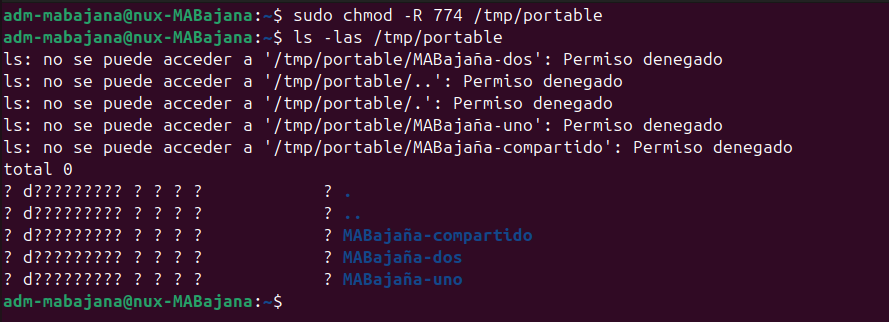 adm-mabajana@nux-MABajana:~$ sudo chmod -R 774 /tmp/portable
adm-mabajana@nux-MABajana:~$ ls -las /tmp/portable
ls: no se puede acceder a '/tmp/portable/MABajaña-dos': Permiso denegado
ls: no se puede acceder a '/tmp/portable/..': Permiso denegado
ls: no se puede acceder a '/tmp/portable/.': Permiso denegado
ls: no se puede acceder a '/tmp/portable/MABajaña-uno': Permiso denegado
ls: no se puede acceder a '/tmp/portable/MABajaña-compartido': Permiso denegado
total 0
? d????????? ? ? ? ?            ? .
? d????????? ? ? ? ?            ? ..
? d????????? ? ? ? ?            ? MABajaña-compartido
? d????????? ? ? ? ?            ? MABajaña-dos
? d????????? ? ? ? ?            ? MABajaña-uno
adm-mabajana@nux-MABajana:~$